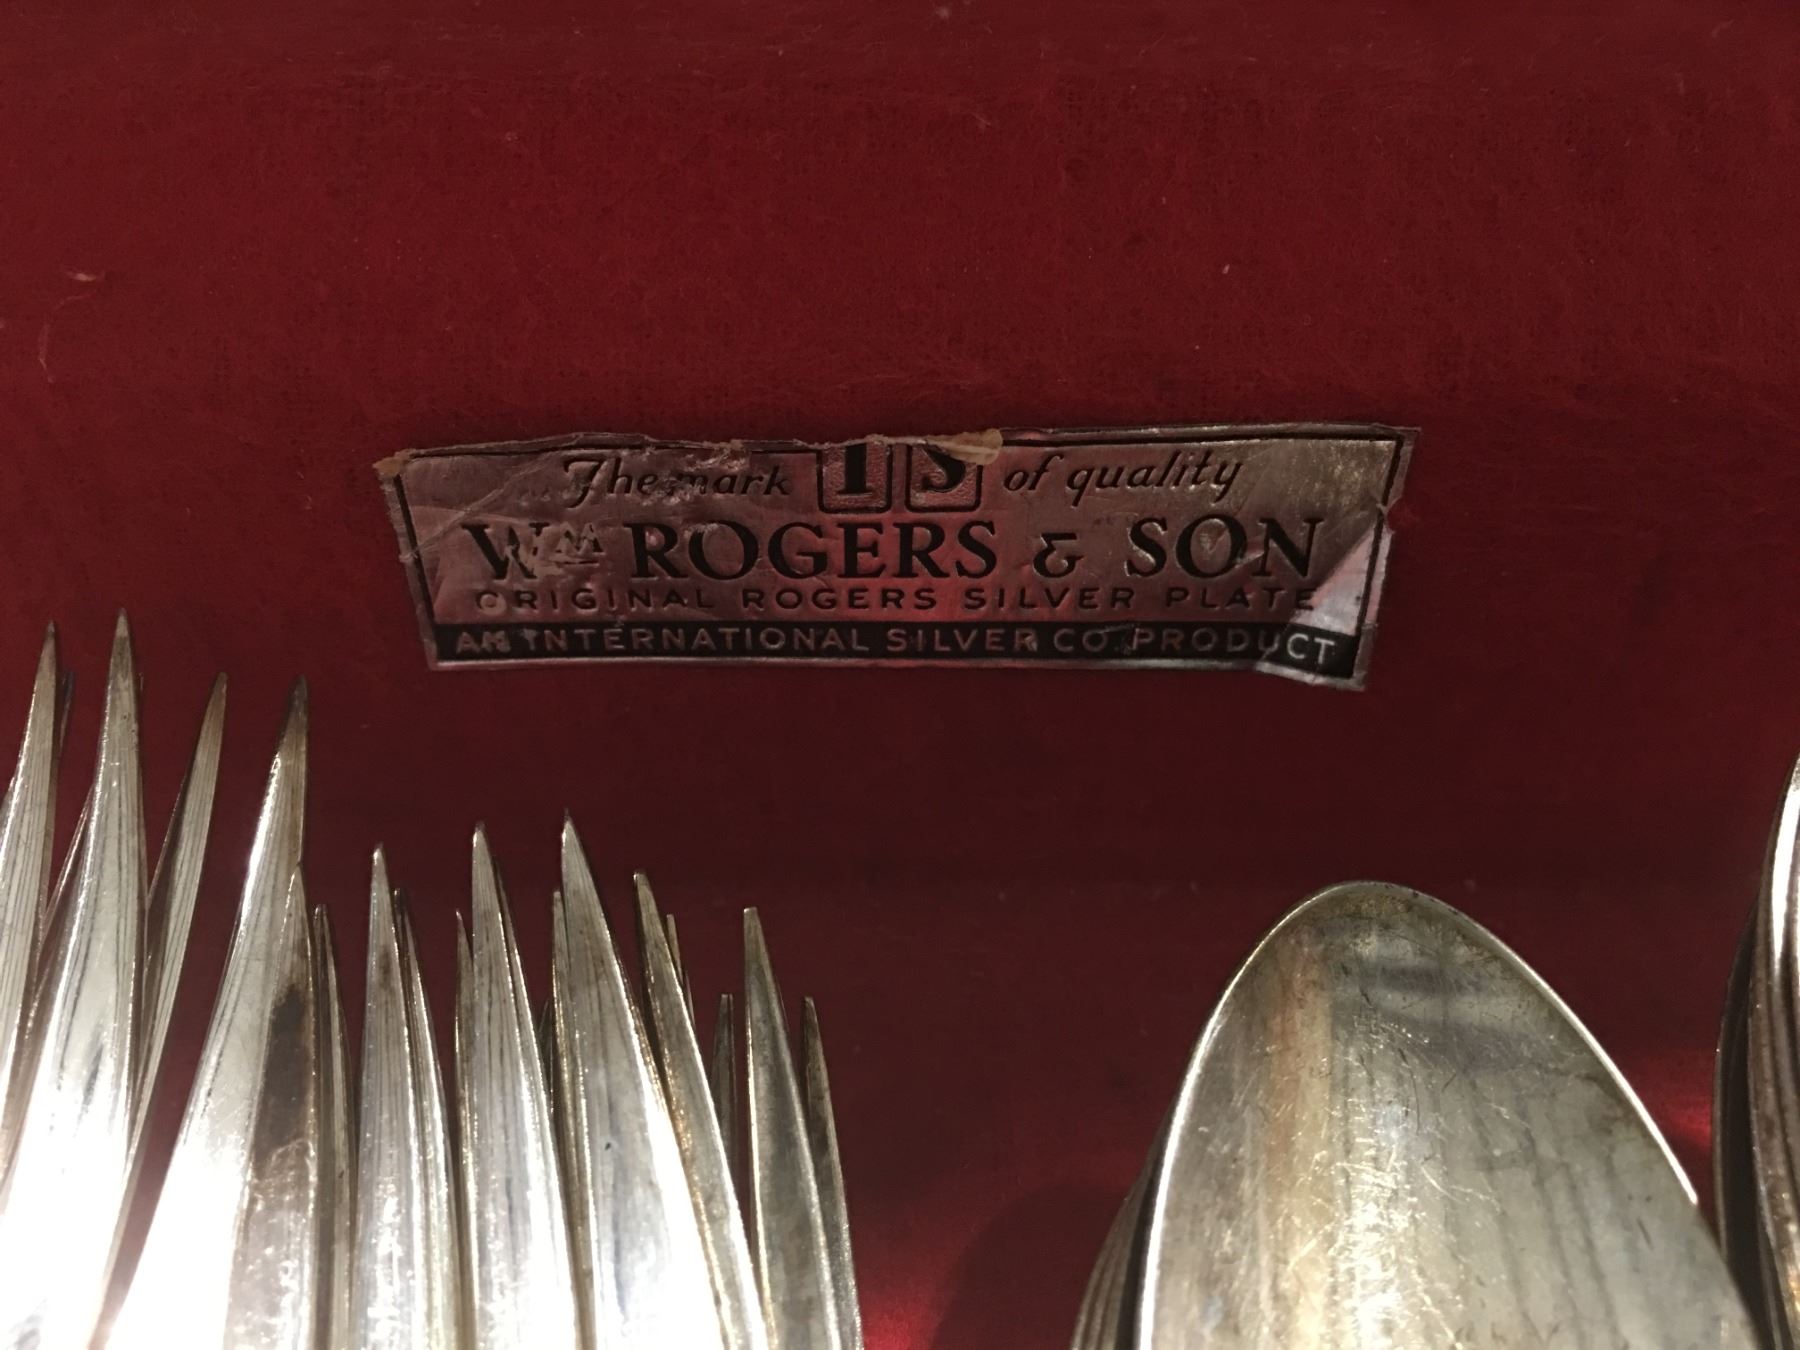 The mark IS of quality
Wm ROGERS & SON
ORIGINAL ROGERS SILVER PLATE
AN INTERNATIONAL SILVER CO. PRODUCT